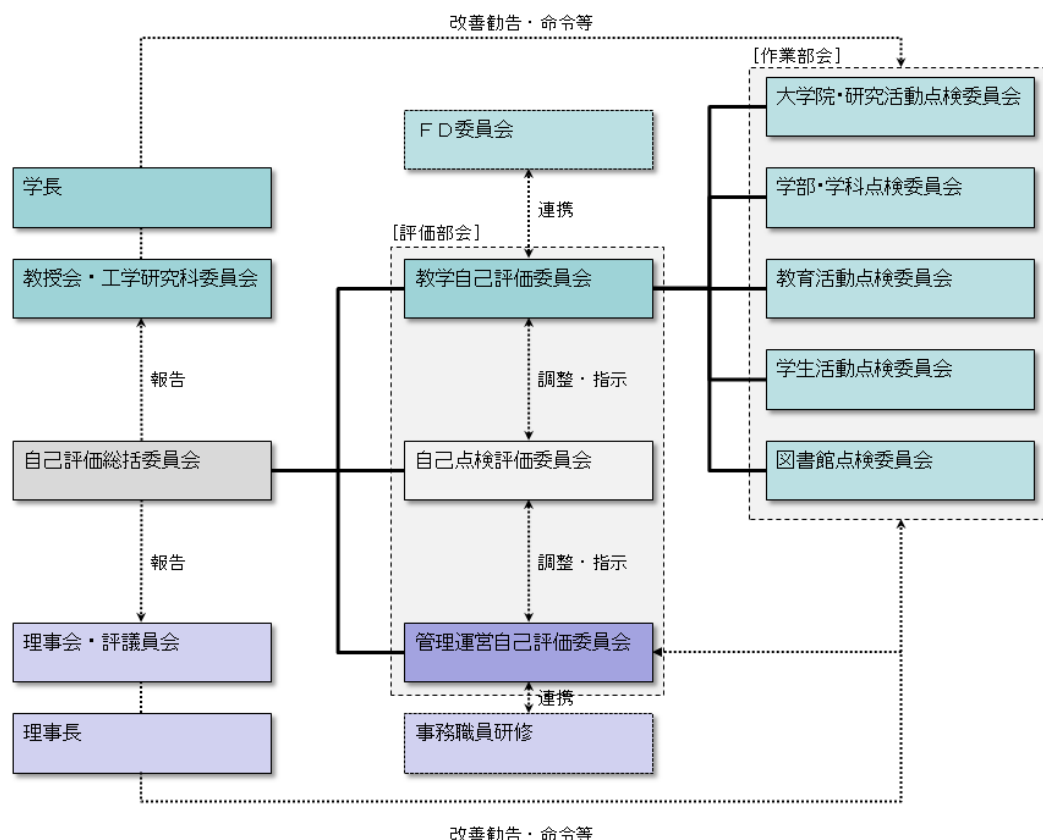 改善勧告・命令等
[作業部会]
大学院・研究活動点検委員会
ＦＤ委員会
学長
学部・学科点検委員会
連携
[評価部会]
教授会・工学研究科委員会
教学自己評価委員会
教育活動点検委員会
報告
調整・指示
学生活動点検委員会
自己評価総括委員会
自己点検評価委員会
図書館点検委員会
報告
調整・指示
理事会・評議員会
管理運営自己評価委員会
連携
理事長
事務職員研修
改善勧告・命令等